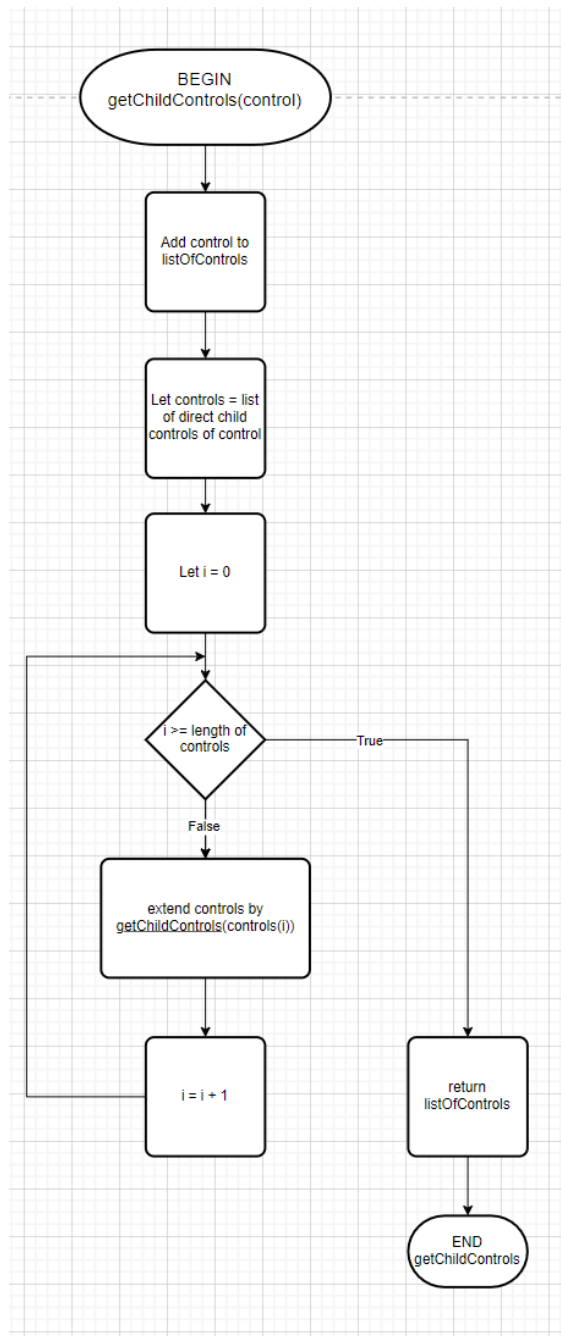 BEGIN
getChildControls(control)
Add control to
listOfControls
Let controls = list
of direct child
controls of control
Let i = 0
i >= length of
controls
True
False
extend controls by
getChildControls(controls(i))
i = i + 1
return
listOfControls
END
getChildControls